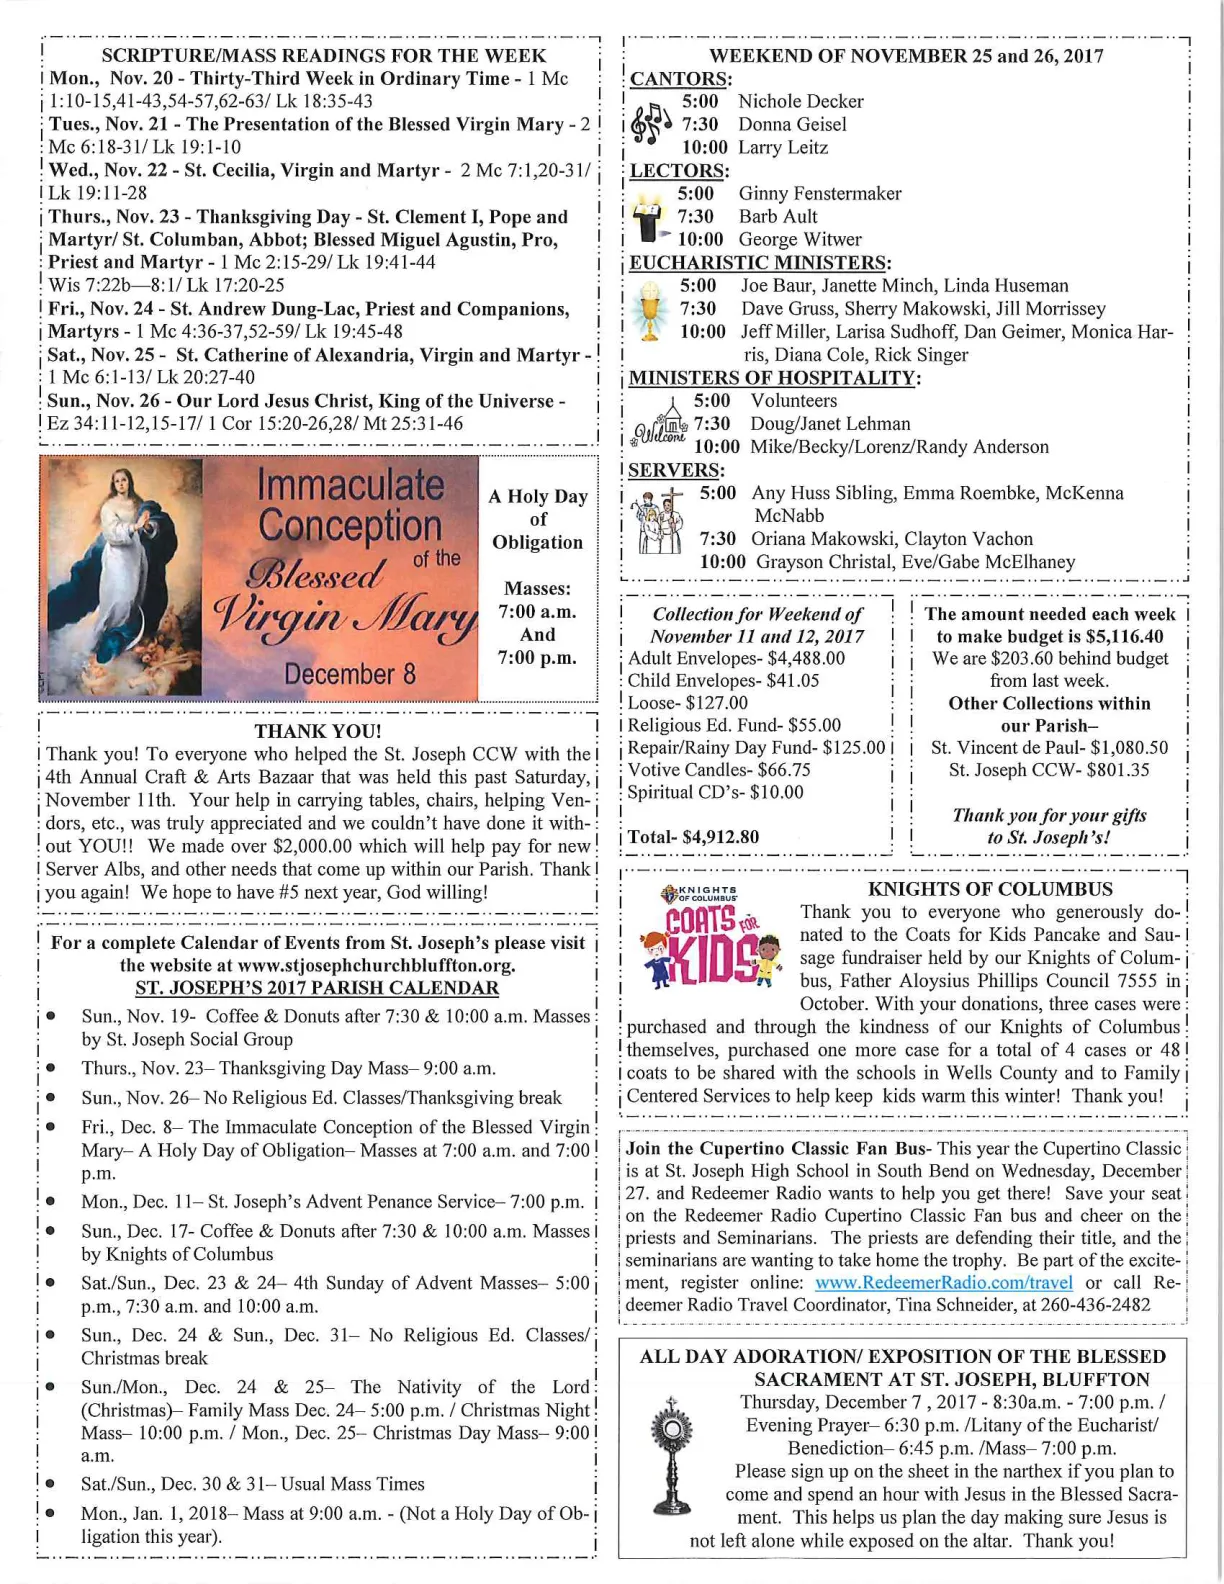 SCRIPTURE/MASS READINGS FOR THE WEEK
Mon., Nov. 20 - Thirty-Third Week in Ordinary Time - 1 Mc
1:10-15,41-43,54-57,62-63/ Lk 18:35-43
Tues., Nov. 21 - The Presentation of the Blessed Virgin Mary - 2
Mc 6:18-31/ Lk 19:1-10
Wed., Nov. 22 - St. Cecilia, Virgin and Martyr - 2 Mc 7:1,20-31/
Lk 19:11-28
Thurs., Nov. 23 - Thanksgiving Day - St. Clement I, Pope and
Martyr/ St. Columban, Abbot; Blessed Miguel Agustin, Pro,
Priest and Martyr - 1 Mc 2:15-29/ Lk 19:41-44
Wis 7:22b—8:1/ Lk 17:20-25
Fri., Nov. 24 - St. Andrew Dung-Lac, Priest and Companions,
Martyrs - 1 Mc 4:36-37,52-59/ Lk 19:45-48
Sat., Nov. 25 - St. Catherine of Alexandria, Virgin and Martyr -
1 Mc 6:1-13/ Lk 20:27-40
Sun., Nov. 26 - Our Lord Jesus Christ, King of the Universe -
Ez 34:11-12,15-17/ 1 Cor 15:20-26,28/ Mt 25:31-46
Immaculate
Conception
of the
Blessed
Virgin Mary
December 8
A Holy Day
of
Obligation
Masses:
7:00 a.m.
And
7:00 p.m.
THANK YOU!
Thank you! To everyone who helped the St. Joseph CCW with the
4th Annual Craft & Arts Bazaar that was held this past Saturday,
November 11th. Your help in carrying tables, chairs, helping Ven-
dors, etc., was truly appreciated and we couldn't have done it with-
out YOU!! We made over $2,000.00 which will help pay for new
Server Albs, and other needs that come up within our Parish. Thank
you again! We hope to have #5 next year, God willing!
For a complete Calendar of Events from St. Joseph's please visit
the website at www.stjosephchurchbluffton.org.
ST. JOSEPH'S 2017 PARISH CALENDAR
• Sun., Nov. 19- Coffee & Donuts after 7:30 & 10:00 a.m. Masses
by St. Joseph Social Group
• Thurs., Nov. 23– Thanksgiving Day Mass– 9:00 a.m.
• Sun., Nov. 26– No Religious Ed. Classes/Thanksgiving break
• Fri., Dec. 8– The Immaculate Conception of the Blessed Virgin
Mary– A Holy Day of Obligation– Masses at 7:00 a.m. and 7:00
p.m.
• Mon., Dec. 11– St. Joseph's Advent Penance Service– 7:00 p.m.
• Sun., Dec. 17- Coffee & Donuts after 7:30 & 10:00 a.m. Masses
by Knights of Columbus
• Sat./Sun., Dec. 23 & 24– 4th Sunday of Advent Masses– 5:00
p.m., 7:30 a.m. and 10:00 a.m.
• Sun., Dec. 24 & Sun., Dec. 31– No Religious Ed. Classes/
Christmas break
• Sun./Mon., Dec. 24 & 25– The Nativity of the Lord
(Christmas)– Family Mass Dec. 24– 5:00 p.m. / Christmas Night
Mass– 10:00 p.m. / Mon., Dec. 25– Christmas Day Mass– 9:00
a.m.
• Sat./Sun., Dec. 30 & 31– Usual Mass Times
• Mon., Jan. 1, 2018– Mass at 9:00 a.m. - (Not a Holy Day of Ob-
ligation this year).
WEEKEND OF NOVEMBER 25 and 26, 2017
CANTORS:
5:00 Nichole Decker
7:30 Donna Geisel
10:00 Larry Leitz
LECTORS:
5:00 Ginny Fenstermaker
7:30 Barb Ault
10:00 George Witwer
EUCHARISTIC MINISTERS:
5:00 Joe Baur, Janette Minch, Linda Huseman
7:30 Dave Gruss, Sherry Makowski, Jill Morrissey
10:00 Jeff Miller, Larisa Sudhoff, Dan Geimer, Monica Har-
ris, Diana Cole, Rick Singer
MINISTERS OF HOSPITALITY:
5:00 Volunteers
Welcome 7:30 Doug/Janet Lehman
10:00 Mike/Becky/Lorenz/Randy Anderson
SERVERS:
5:00 Any Huss Sibling, Emma Roembke, McKenna
McNabb
7:30 Oriana Makowski, Clayton Vachon
10:00 Grayson Christal, Eve/Gabe McElhaney
Collection for Weekend of
November 11 and 12, 2017
Adult Envelopes- $4,488.00
Child Envelopes- $41.05
Loose- $127.00
Religious Ed. Fund- $55.00
Repair/Rainy Day Fund- $125.00
Votive Candles- $66.75
Spiritual CD's- $10.00
Total- $4,912.80
The amount needed each week
to make budget is $5,116.40
We are $203.60 behind budget
from last week.
Other Collections within
our Parish–
St. Vincent de Paul- $1,080.50
St. Joseph CCW- $801.35
Thank you for your gifts
to St. Joseph's!
KNIGHTS
OF COLUMBUS
COATS FOR
KIDS
KNIGHTS OF COLUMBUS
Thank you to everyone who generously do-
nated to the Coats for Kids Pancake and Sau-
sage fundraiser held by our Knights of Colum-
bus, Father Aloysius Phillips Council 7555 in
October. With your donations, three cases were
purchased and through the kindness of our Knights of Columbus
themselves, purchased one more case for a total of 4 cases or 48
coats to be shared with the schools in Wells County and to Family
Centered Services to help keep kids warm this winter! Thank you!
Join the Cupertino Classic Fan Bus- This year the Cupertino Classic
is at St. Joseph High School in South Bend on Wednesday, December
27. and Redeemer Radio wants to help you get there! Save your seat
on the Redeemer Radio Cupertino Classic Fan bus and cheer on the
priests and Seminarians. The priests are defending their title, and the
seminarians are wanting to take home the trophy. Be part of the excite-
ment, register online: www.RedeemerRadio.com/travel or call Re-
deemer Radio Travel Coordinator, Tina Schneider, at 260-436-2482
ALL DAY ADORATION/ EXPOSITION OF THE BLESSED
SACRAMENT AT ST. JOSEPH, BLUFFTON
Thursday, December 7 , 2017 - 8:30a.m. - 7:00 p.m. /
Evening Prayer– 6:30 p.m. /Litany of the Eucharist/
Benediction– 6:45 p.m. /Mass– 7:00 p.m.
Please sign up on the sheet in the narthex if you plan to
come and spend an hour with Jesus in the Blessed Sacra-
ment. This helps us plan the day making sure Jesus is
not left alone while exposed on the altar. Thank you!